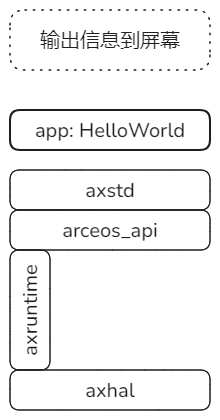 输出信息到屏幕
app: HelloWorld
axstd
arceos_api
axruntime
axhal